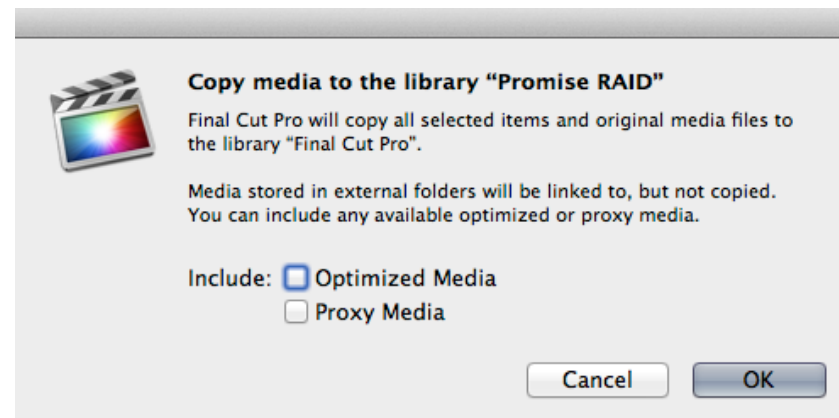 Copy media to the library “Promise RAID”
Final Cut Pro will copy all selected items and original media files to
the library “Final Cut Pro”.
Media stored in external folders will be linked to, but not copied.
You can include any available optimized or proxy media.
Include: Optimized Media
Proxy Media
Cancel OK